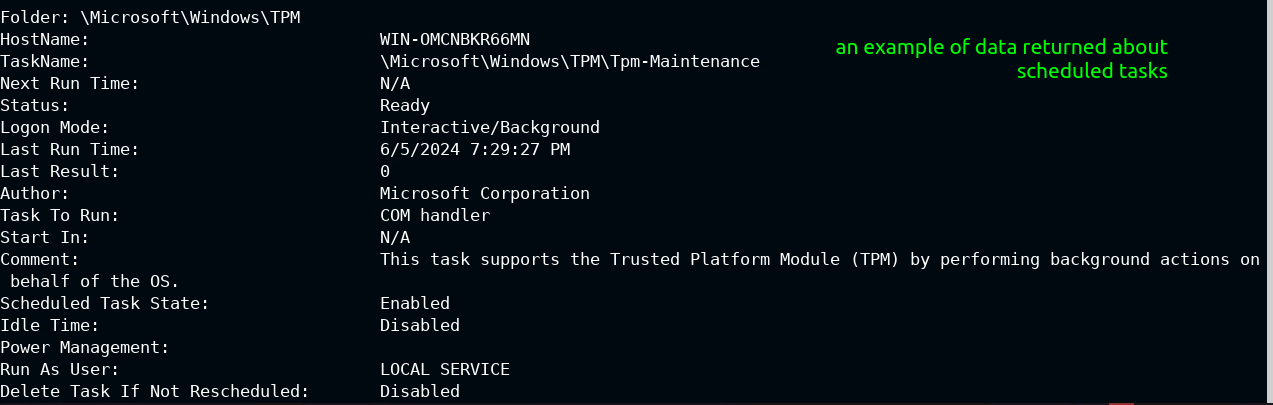 Folder: \Microsoft\Windows\TPM
HostName: WIN-OMCNBKR66MN
an example of data returned about
scheduled tasks
TaskName: \Microsoft\Windows\TPM\Tpm-Maintenance
Next Run Time: N/A
Status: Ready
Logon Mode: Interactive/Background
Last Run Time: 6/5/2024 7:29:27 PM
Last Result: 0
Author: Microsoft Corporation
Task To Run: COM handler
Start In: N/A
Comment: This task supports the Trusted Platform Module (TPM) by performing background actions on
behalf of the OS.
Scheduled Task State: Enabled
Idle Time: Disabled
Power Management:
Run As User: LOCAL SERVICE
Delete Task If Not Rescheduled: Disabled